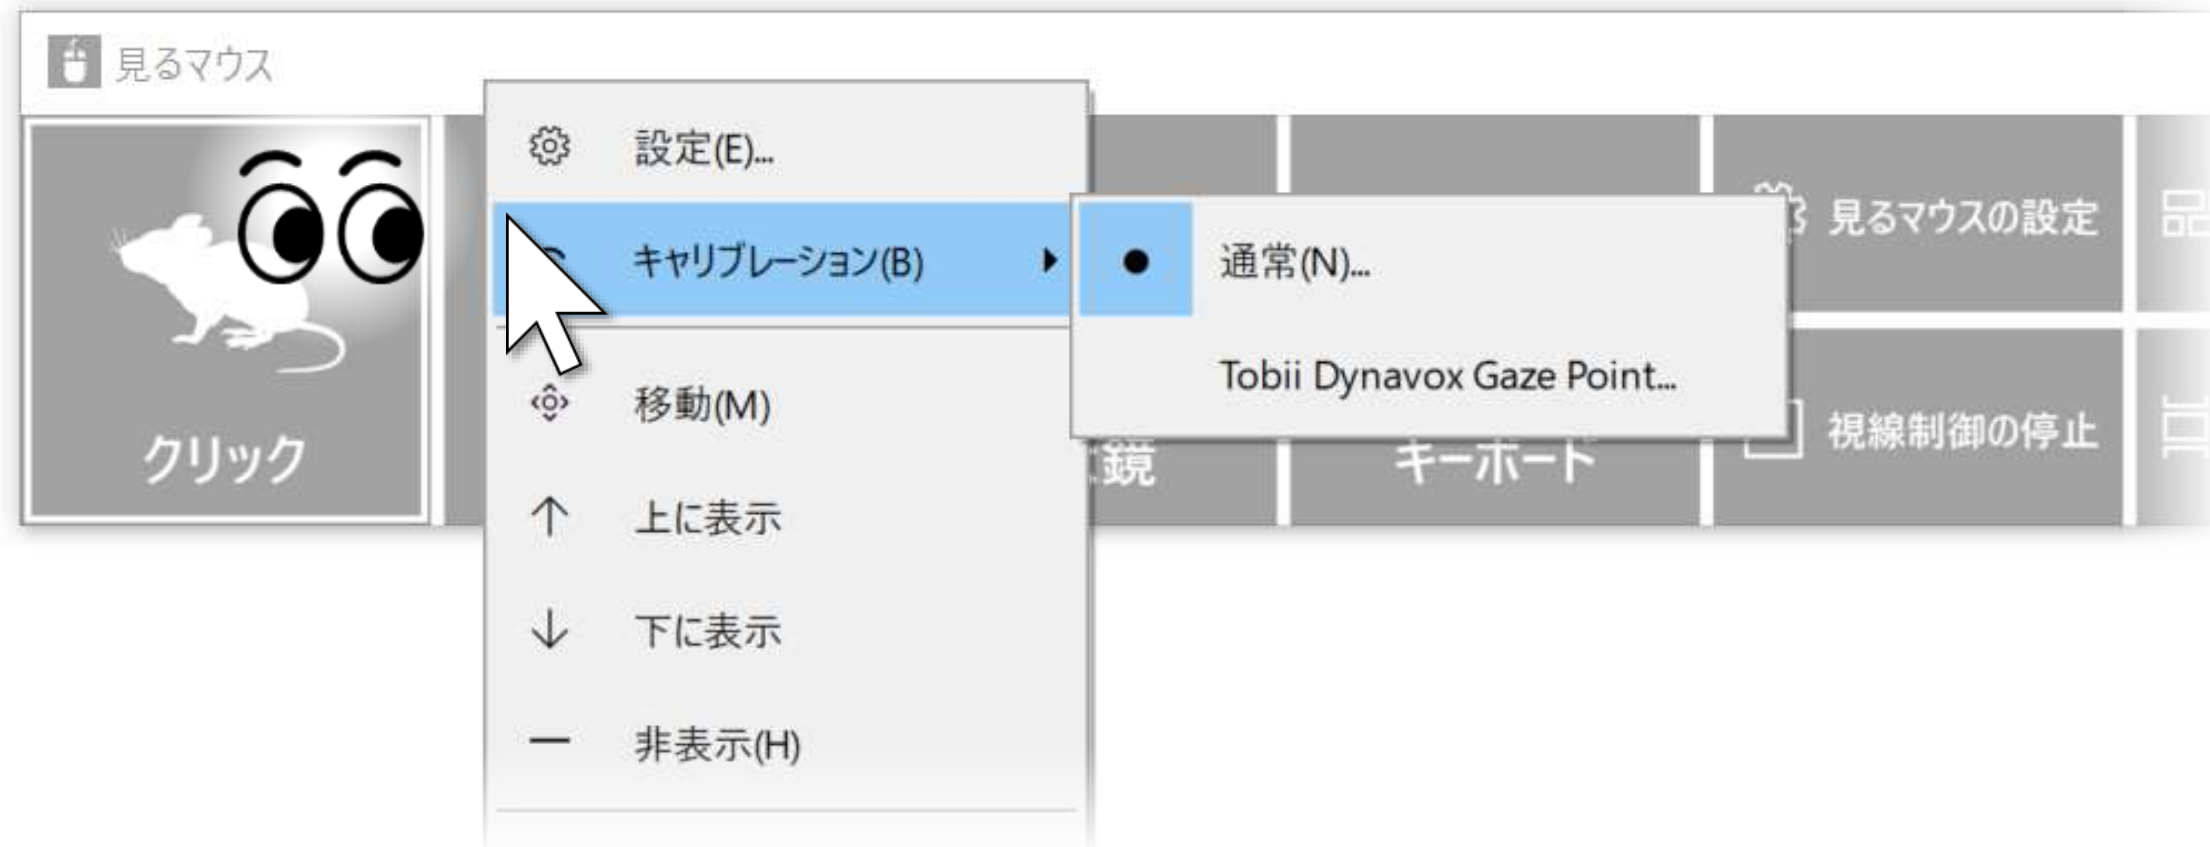 見るマウス
設定(E)...
キャリブレーション(B)
通常(N)...
Tobii Dynavox Gaze Point...
移動(M)
上に表示
下に表示
非表示(H)
クリック
鏡
キーボード
見るマウスの設定
視線制御の停止